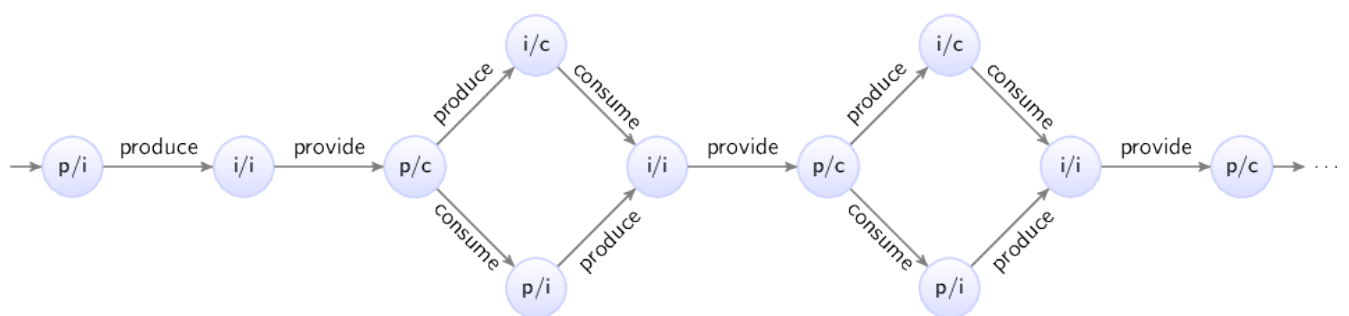 i/c
i/c
produce
consume
produce
consume
p/i
produce
i/i
provide
p/c
i/i
provide
p/c
i/i
provide
p/c
...
consume
produce
consume
produce
p/i
p/i